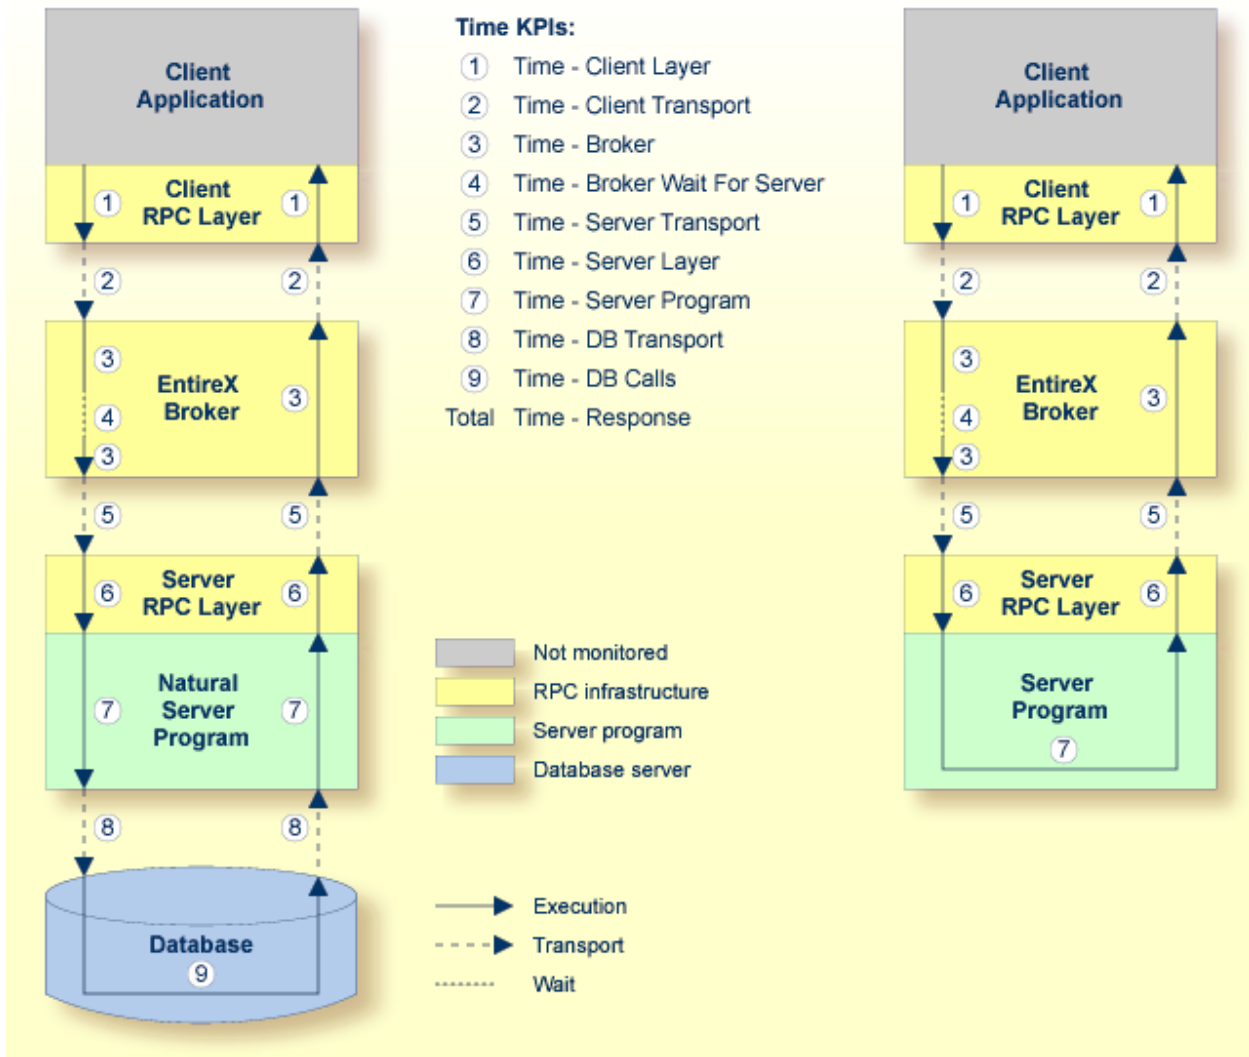 Client
Application
1
Client
RPC Layer
1
2
2
3
EntireX
Broker
3
4
3
5
5
6
Server
RPC Layer
6
7
Natural
Server
Program
7
8
8
Database
9
Time KPIs:
1 Time - Client Layer
2 Time - Client Transport
3 Time - Broker
4 Time - Broker Wait For Server
5 Time - Server Transport
6 Time - Server Layer
7 Time - Server Program
8 Time - DB Transport
9 Time - DB Calls
Total Time - Response
Not monitored
RPC infrastructure
Server program
Database server
Execution
Transport
Wait
Client
Application
1
Client
RPC Layer
1
2
2
3
EntireX
Broker
3
4
3
5
5
6
Server
RPC Layer
6
Server
Program
7